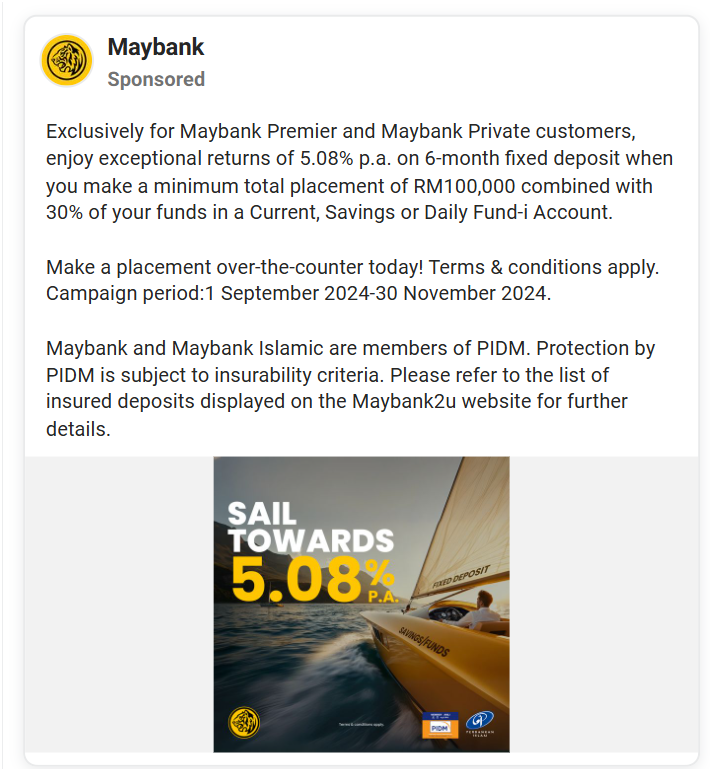 Maybank
Sponsored
Exclusively for Maybank Premier and Maybank Private customers,
enjoy exceptional returns of 5.08% p.a. on 6-month fixed deposit when
you make a minimum total placement of RM100,000 combined with
30% of your funds in a Current, Savings or Daily Fund-i Account.
Make a placement over-the-counter today! Terms & conditions apply.
Campaign period:1 September 2024-30 November 2024.
Maybank and Maybank Islamic are members of PIDM. Protection by
PIDM is subject to insurability criteria. Please refer to the list of
insured deposits displayed on the Maybank2u website for further
details.
SAIL
TOWARDS
5.08%
P.A.
FIXED DEPOSIT
SAVINGS/FUNDS
Terms & conditions apply.
PIDM
PERBANKAN
ISLAM